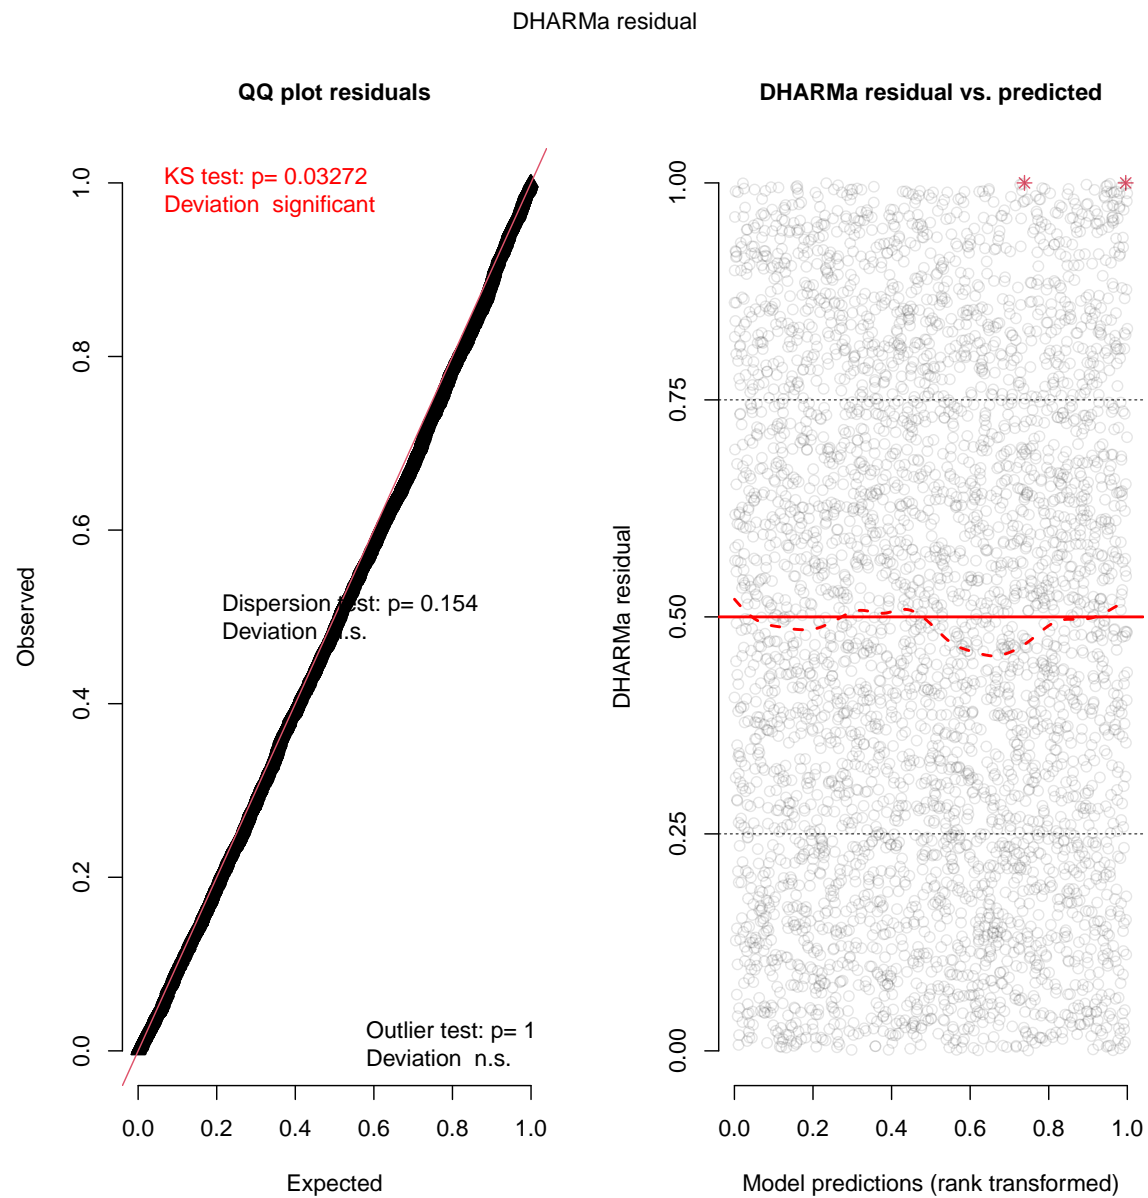 DHARMa residual
QQ plot residuals
KS test: p= 0.03272
Deviation  significant
Dispersion test: p= 0.154
Deviation  n.s.
Outlier test: p= 1
Deviation  n.s.
1.0
0.8
0.6
0.4
0.2
0.0
Observed
0.0 0.2 0.4 0.6 0.8 1.0
Expected
DHARMa residual vs. predicted
1.00
0.75
0.50
0.25
0.00
DHARMa residual
0.0 0.2 0.4 0.6 0.8 1.0
Model predictions (rank transformed)